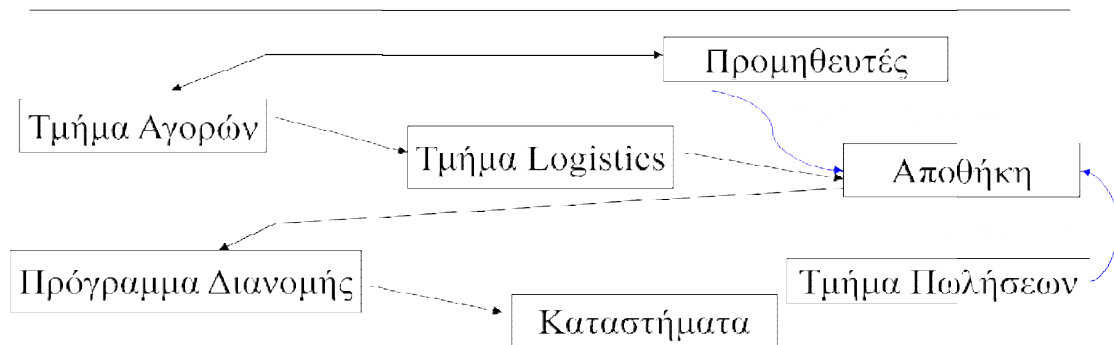 Προμηθευτές
Τμήμα Αγορών
Τμήμα Logistics
Αποθήκη
Πρόγραμμα Διανομής
Τμήμα Πωλήσεων
Καταστήματα